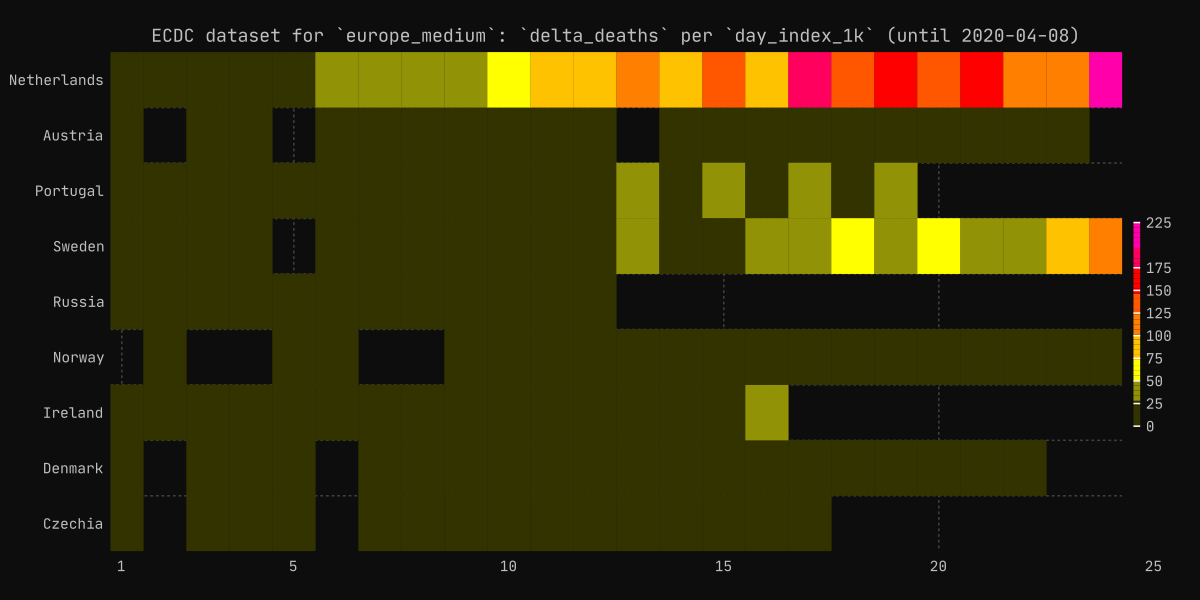 ECDC dataset for `europe_medium`: `delta_deaths` per `day_index_1k` (until 2020-04-08)
Netherlands
Austria
Portugal
Sweden
Russia
Norway
Ireland
Denmark
Czechia
225
175
150
125
100
75
50
25
0
1 5 10 15 20 25